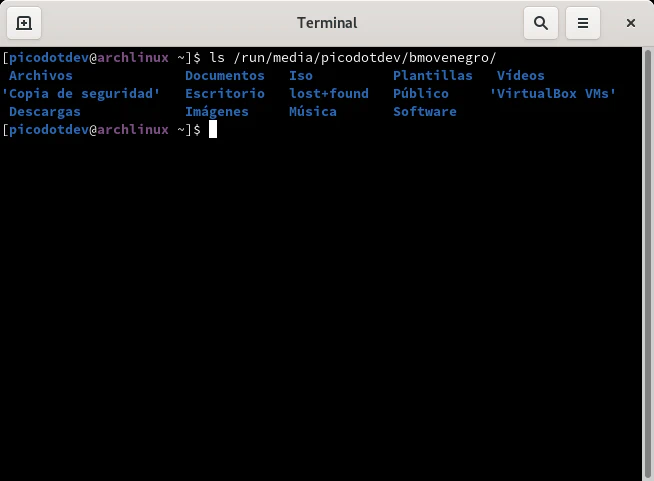 Terminal
[picodotdev@archlinux ~]$ ls /run/media/picodotdev/bmovenegro/
Archivos Documentos Iso Plantillas Vídeos
'Copia de seguridad' Escritorio lost+found Público 'VirtualBox VMs'
Descargas Imágenes Música Software
[picodotdev@archlinux ~]$